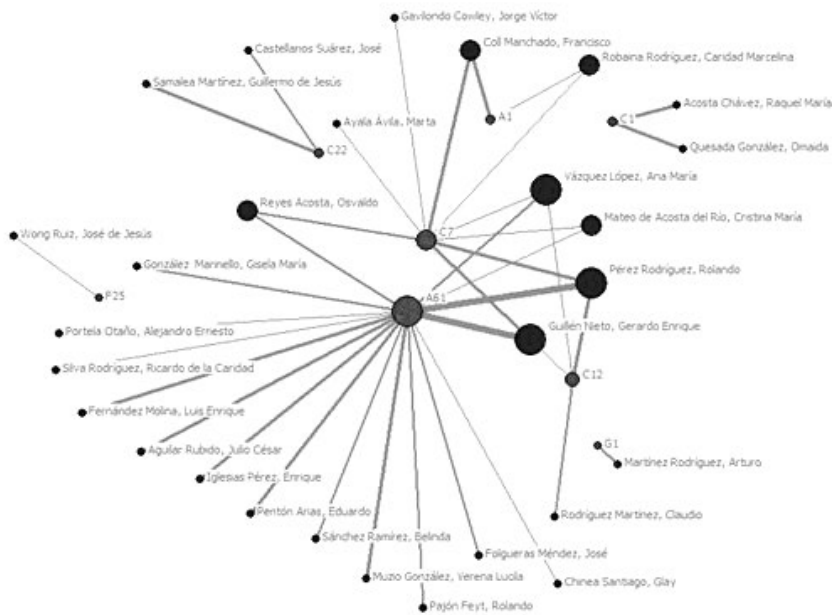 Gavilondo Cowley, Jorge Víctor
Castellanos Suárez, José
Coll Manchado, Francisco
Robaina Rodríguez, Caridad Marcelina
Samalea Martínez, Guillermo de Jesús
Acosta Chávez, Raquel María
A1
C1
Ayala Ávila, Marta
Quesada González, Omaida
C22
Vázquez López, Ana María
Reyes Acosta, Osvaldo
Mateo de Acosta del Río, Cristina María
Wong Ruiz, José de Jesús
C7
González Marinello, Gisela María
Pérez Rodríguez, Rolando
P25
A61
Portela Otaño, Alejandro Ernesto
Guillén Nieto, Gerardo Enrique
Silva Rodríguez, Ricardo de la Caridad
C12
Fernández Molina, Luis Enrique
G1
Aguilar Rubido, Julio César
Martínez Rodríguez, Arturo
Iglesias Pérez, Enrique
Pentón Arias, Eduardo
Rodríguez Martínez, Claudio
Sánchez Ramírez, Belinda
Folgueras Méndez, José
Muzio González, Verena Lucila
Chinea Santiago, Glay
Pajón Feyt, Rolando